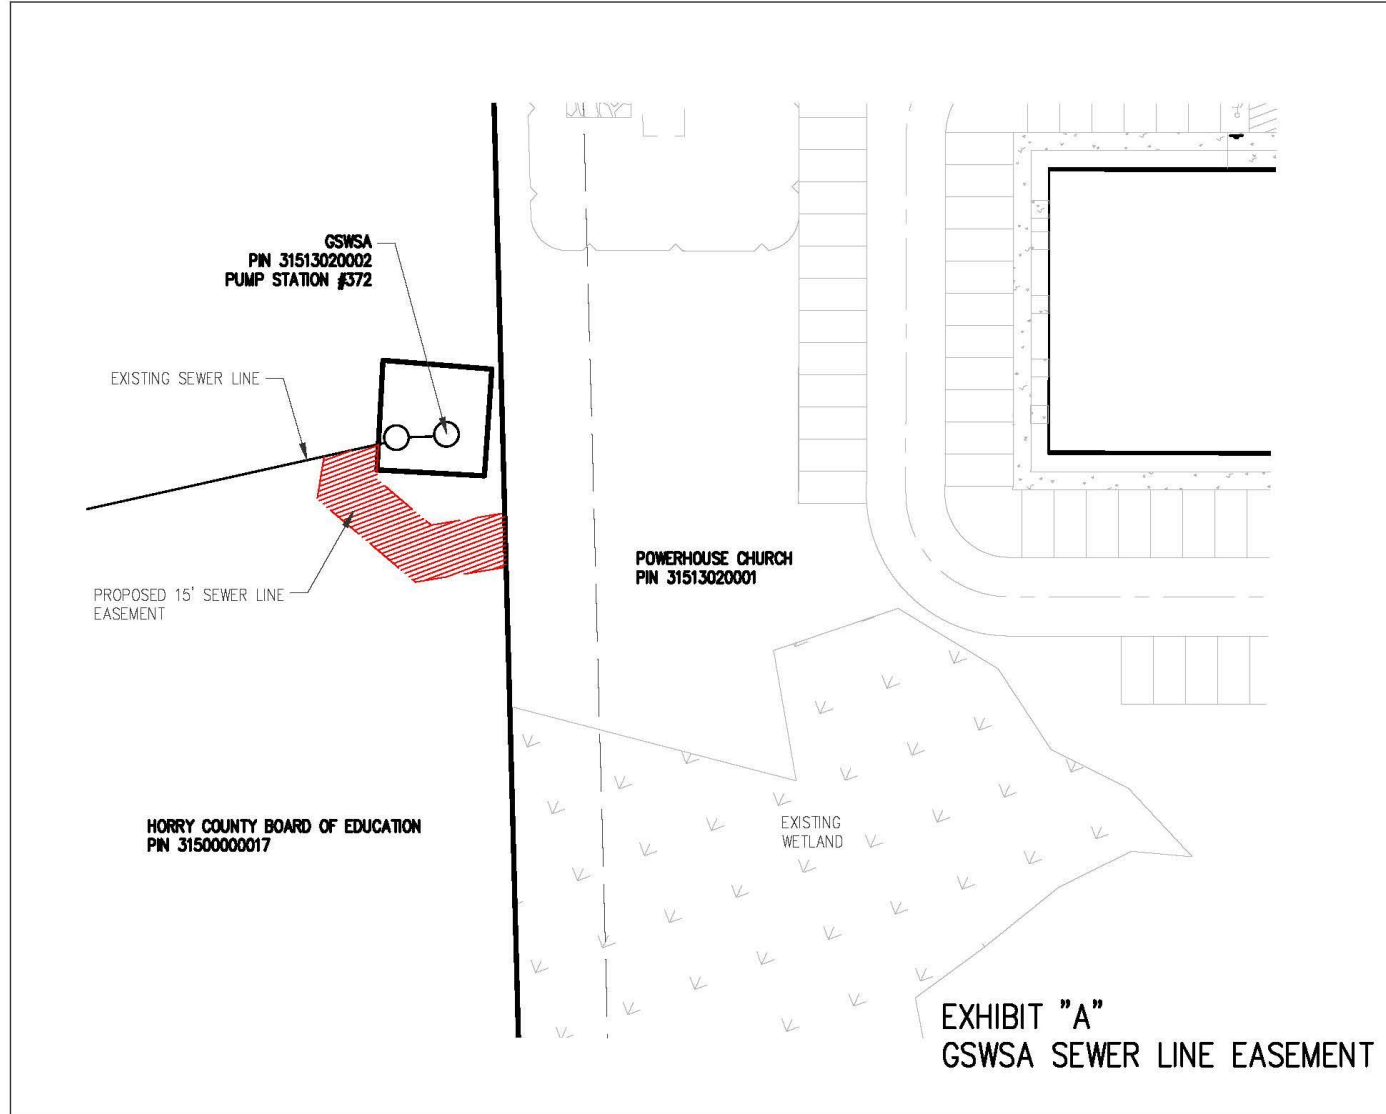 GSWSA
PIN 31513020002
PUMP STATION #372
EXISTING SEWER LINE
PROPOSED 15' SEWER LINE
EASEMENT
POWERHOUSE CHURCH
PIN 31513020001
HORRY COUNTY BOARD OF EDUCATION
PIN 31500000017
EXISTING
WETLAND
EXHIBIT "A"
GSWSA SEWER LINE EASEMENT